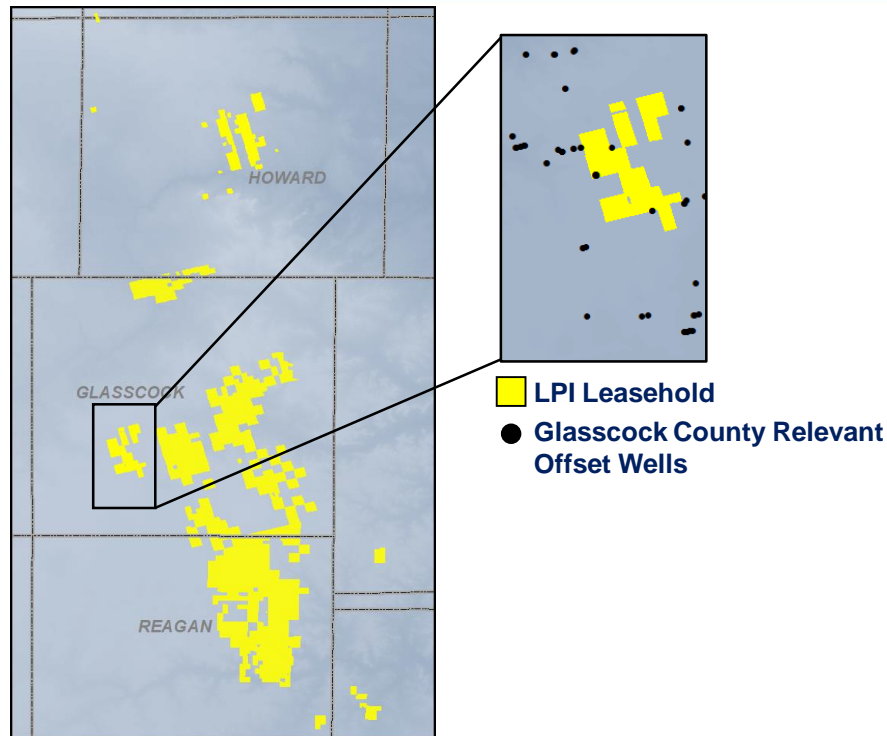 HOWARD
GLASSCOCK
REAGAN
LPI Leasehold
Glasscock County Relevant
Offset Wells